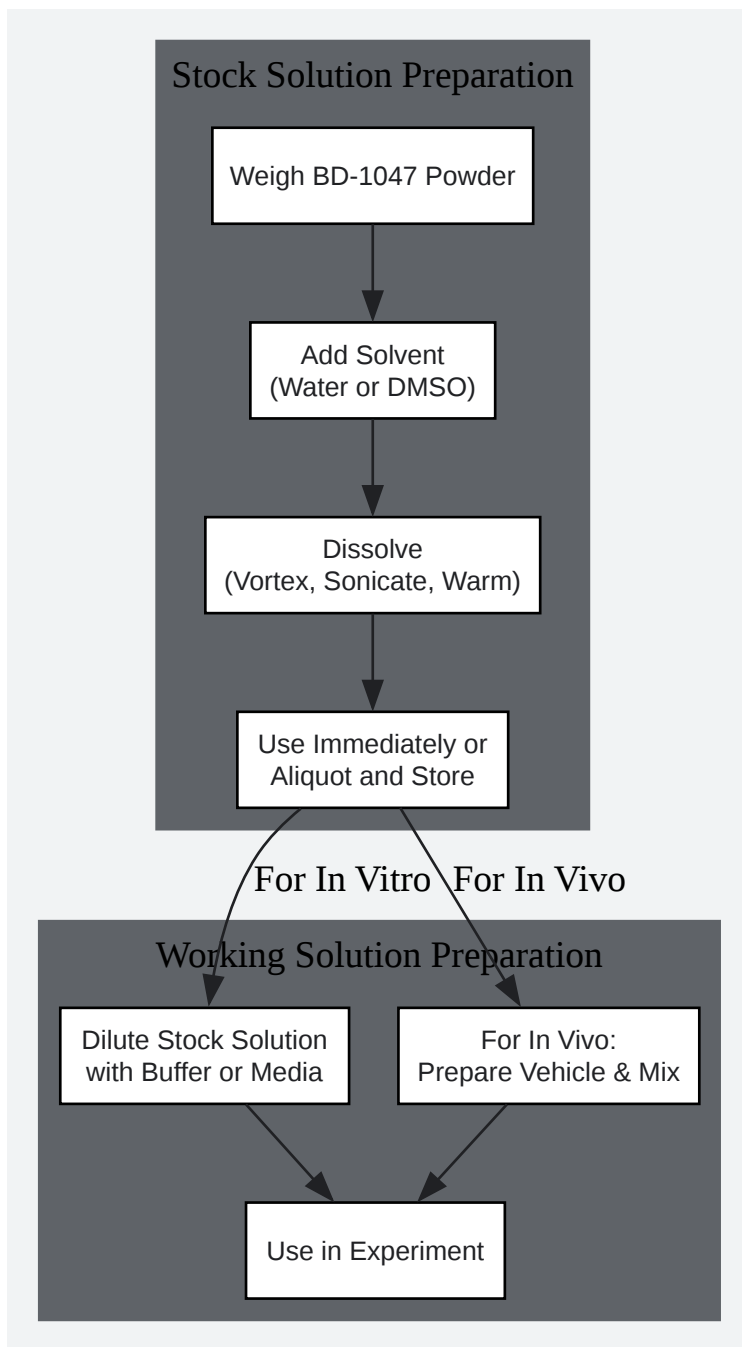 Stock Solution Preparation
Weigh BD-1047 Powder
Add Solvent
(Water or DMSO)
Dissolve
(Vortex, Sonicate, Warm)
Use Immediately or
Aliquot and Store
For In Vitro
For In Vivo
Working Solution Preparation
Dilute Stock Solution
with Buffer or Media
For In Vivo:
Prepare Vehicle & Mix
Use in Experiment